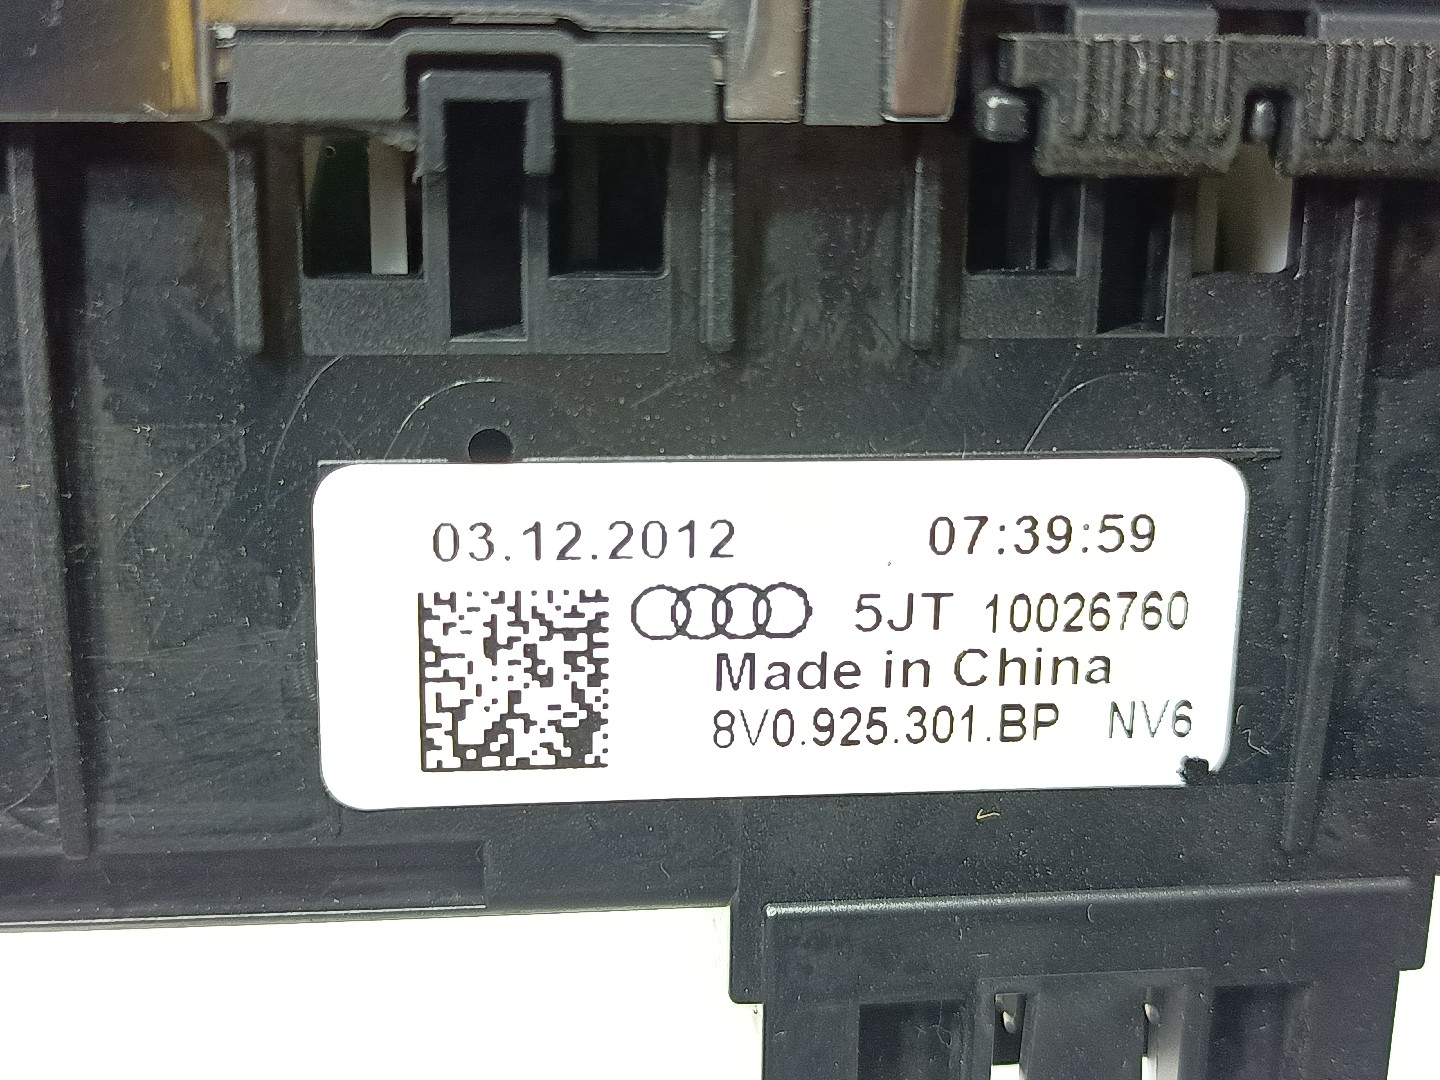 03.12.2012 07:39:59
5JT 10026760
Made in China
8V0.925.301.BP NV6